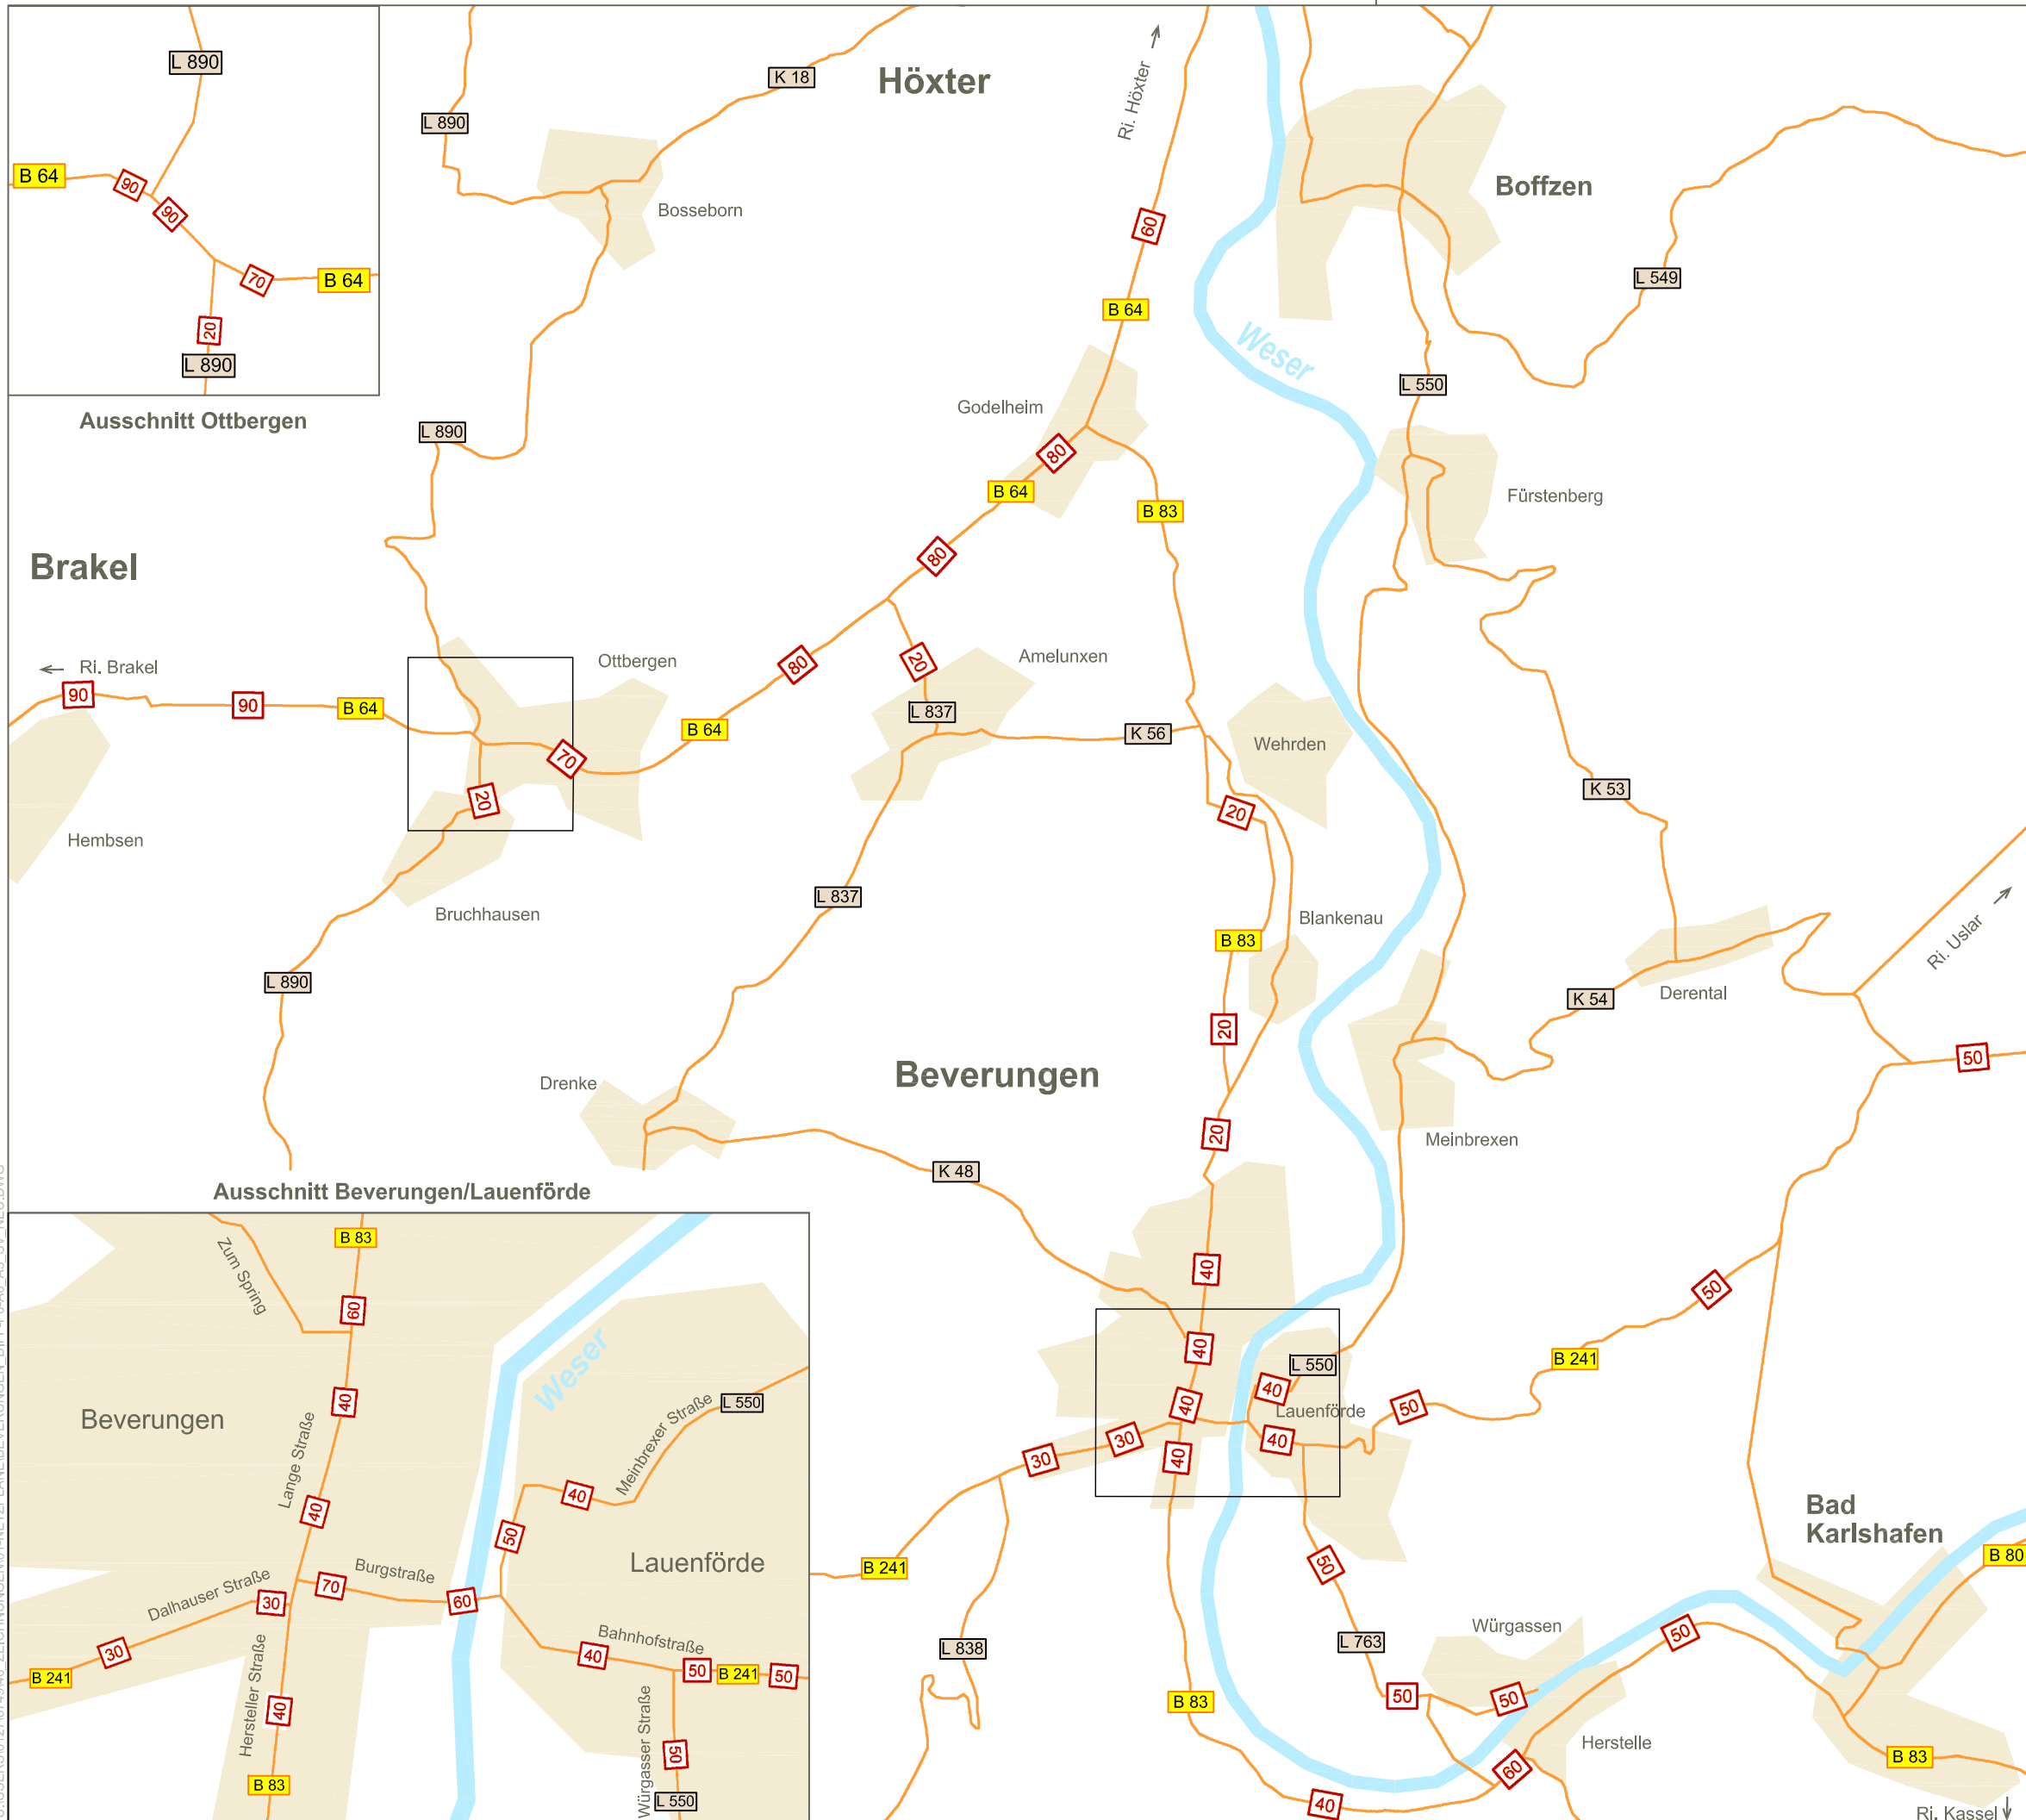 L 890
B 64
90
90
70
B 64
20
L 890
Ausschnitt Ottbergen
L 890
K 18
Höxter
Ri. Höxter
Bosseborn
Boffzen
60
B 64
L 549
Weser
L 550
Godelheim
L 890
80
B 64
B 83
Fürstenberg
Brakel
80
Ri. Brakel
90
90
B 64
Ottbergen
70
20
B 64
80
20
Amelunxen
L 837
K 56
Wehrden
20
K 53
Hembsen
Bruchhausen
L 837
Blankenau
B 83
Ri. Uslar
L 890
K 54
Derental
20
50
Drenke
Beverungen
20
Meinbrexen
K 48
Ausschnitt Beverungen/Lauenförde
40
50
40
L 550
B 241
40
40
Lauenförde
50
30
30
40
40
B 241
50
Bad
Karlshafen
B 80
L 838
L 763
Würgassen
50
50
50
B 83
Herstelle
60
B 83
40
Ri. Kassel
B 83
Zum Spring
60
Weser
Beverungen
40
Lange Straße
40
Meinbrexer Straße
L 550
40
50
Lauenförde
Dalhauser Straße
30
70
Burgstraße
60
30
B 241
Bahnhofstraße
40
50
B 241
50
Hersteller Straße
40
B 83
Würgasser Straße
50
L 550